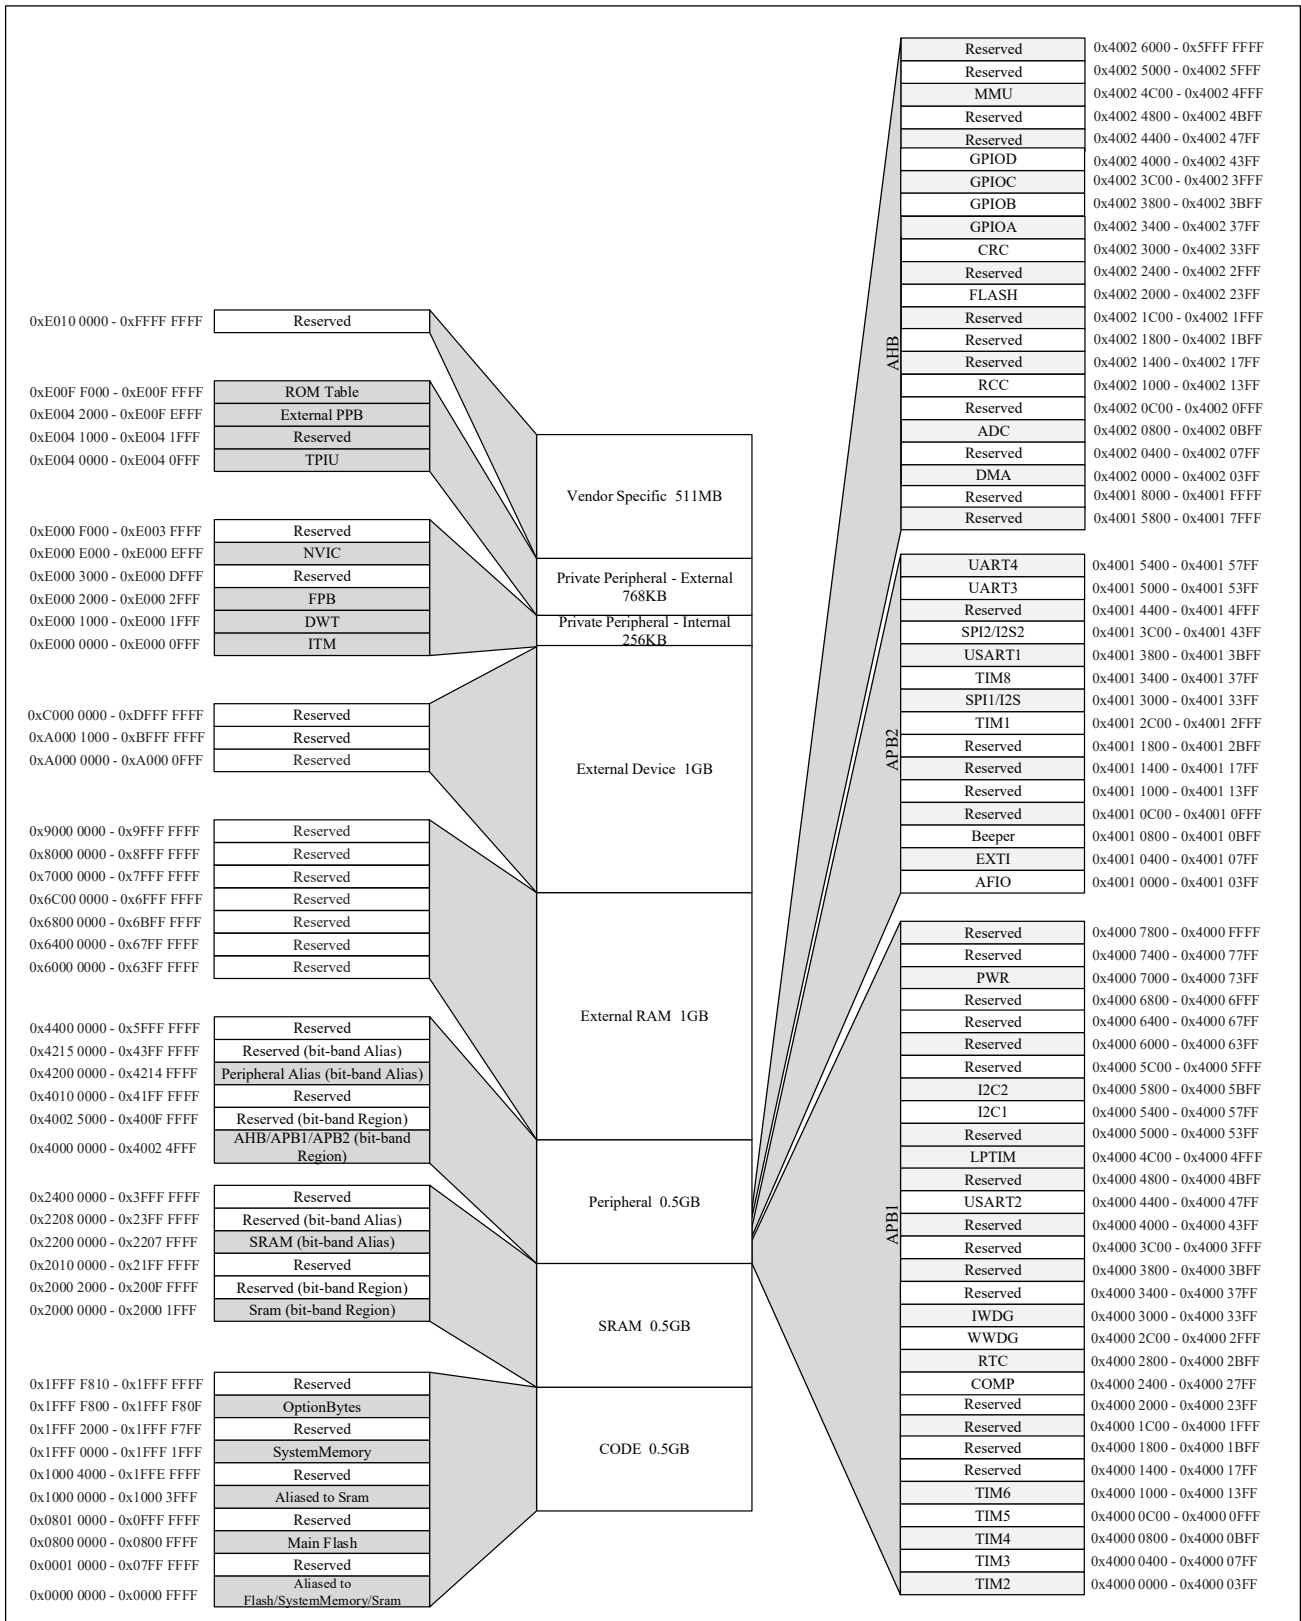 0xE010 0000 - 0xFFFF FFFF Reserved
0xE00F F000 - 0xE00F FFFF ROM Table
0xE004 2000 - 0xE00F EFFF External PPB
0xE004 1000 - 0xE004 1FFF Reserved
0xE004 0000 - 0xE004 0FFF TPIU
0xE000 F000 - 0xE003 FFFF Reserved
0xE000 E000 - 0xE000 EFFF NVIC
0xE000 3000 - 0xE000 DFFF Reserved
0xE000 2000 - 0xE000 2FFF FPB
0xE000 1000 - 0xE000 1FFF DWT
0xE000 0000 - 0xE000 0FFF ITM
0xC000 0000 - 0xDFFF FFFF Reserved
0xA000 1000 - 0xBFFF FFFF Reserved
0xA000 0000 - 0xA000 0FFF Reserved
0x9000 0000 - 0x9FFF FFFF Reserved
0x8000 0000 - 0x8FFF FFFF Reserved
0x7000 0000 - 0x7FFF FFFF Reserved
0x6C00 0000 - 0x6FFF FFFF Reserved
0x6800 0000 - 0x6BFF FFFF Reserved
0x6400 0000 - 0x67FF FFFF Reserved
0x6000 0000 - 0x63FF FFFF Reserved
0x4400 0000 - 0x5FFF FFFF Reserved
0x4215 0000 - 0x43FF FFFF Reserved (bit-band Alias)
0x4200 0000 - 0x4214 FFFF Peripheral Alias (bit-band Alias)
0x4010 0000 - 0x41FF FFFF Reserved
0x4002 5000 - 0x400F FFFF Reserved (bit-band Region)
0x4000 0000 - 0x4002 4FFF AHB/APB1/APB2 (bit-band
Region)
0x2400 0000 - 0x3FFF FFFF Reserved
0x2208 0000 - 0x23FF FFFF Reserved (bit-band Alias)
0x2200 0000 - 0x2207 FFFF SRAM (bit-band Alias)
0x2010 0000 - 0x21FF FFFF Reserved
0x2000 2000 - 0x200F FFFF Reserved (bit-band Region)
0x2000 0000 - 0x2000 1FFF Sram (bit-band Region)
0x1FFF F810 - 0x1FFF FFFF Reserved
0x1FFF F800 - 0x1FFF F80F OptionBytes
0x1FFF 2000 - 0x1FFF F7FF Reserved
0x1FFF 0000 - 0x1FFF 1FFF SystemMemory
0x1000 4000 - 0x1FFE FFFF Reserved
0x1000 0000 - 0x1000 3FFF Aliased to Sram
0x0801 0000 - 0x0FFF FFFF Reserved
0x0800 0000 - 0x0800 FFFF Main Flash
0x0001 0000 - 0x07FF FFFF Reserved
0x0000 0000 - 0x0000 FFFF Aliased to
Flash/SystemMemory/Sram
Vendor Specific 511MB
Private Peripheral - External
768KB
Private Peripheral - Internal
256KB
External Device 1GB
External RAM 1GB
Peripheral 0.5GB
SRAM 0.5GB
CODE 0.5GB
AHB
Reserved 0x4002 6000 - 0x5FFF FFFF
Reserved 0x4002 5000 - 0x4002 5FFF
MMU 0x4002 4C00 - 0x4002 4FFF
Reserved 0x4002 4800 - 0x4002 4BFF
Reserved 0x4002 4400 - 0x4002 47FF
GPIOD 0x4002 4000 - 0x4002 43FF
GPIOC 0x4002 3C00 - 0x4002 3FFF
GPIOB 0x4002 3800 - 0x4002 3BFF
GPIOA 0x4002 3400 - 0x4002 37FF
CRC 0x4002 3000 - 0x4002 33FF
Reserved 0x4002 2400 - 0x4002 2FFF
FLASH 0x4002 2000 - 0x4002 23FF
Reserved 0x4002 1C00 - 0x4002 1FFF
Reserved 0x4002 1800 - 0x4002 1BFF
Reserved 0x4002 1400 - 0x4002 17FF
RCC 0x4002 1000 - 0x4002 13FF
Reserved 0x4002 0C00 - 0x4002 0FFF
ADC 0x4002 0800 - 0x4002 0BFF
Reserved 0x4002 0400 - 0x4002 07FF
DMA 0x4002 0000 - 0x4002 03FF
Reserved 0x4001 8000 - 0x4001 FFFF
Reserved 0x4001 5800 - 0x4001 7FFF
APB2
UART4 0x4001 5400 - 0x4001 57FF
UART3 0x4001 5000 - 0x4001 53FF
Reserved 0x4001 4400 - 0x4001 4FFF
SPI2/I2S2 0x4001 3C00 - 0x4001 43FF
USART1 0x4001 3800 - 0x4001 3BFF
TIM8 0x4001 3400 - 0x4001 37FF
SPI1/I2S 0x4001 3000 - 0x4001 33FF
TIM1 0x4001 2C00 - 0x4001 2FFF
Reserved 0x4001 1800 - 0x4001 2BFF
Reserved 0x4001 1400 - 0x4001 17FF
Reserved 0x4001 1000 - 0x4001 13FF
Reserved 0x4001 0C00 - 0x4001 0FFF
Beeper 0x4001 0800 - 0x4001 0BFF
EXTI 0x4001 0400 - 0x4001 07FF
AFIO 0x4001 0000 - 0x4001 03FF
APB1
Reserved 0x4000 7800 - 0x4000 FFFF
Reserved 0x4000 7400 - 0x4000 77FF
PWR 0x4000 7000 - 0x4000 73FF
Reserved 0x4000 6800 - 0x4000 6FFF
Reserved 0x4000 6400 - 0x4000 67FF
Reserved 0x4000 6000 - 0x4000 63FF
Reserved 0x4000 5C00 - 0x4000 5FFF
I2C2 0x4000 5800 - 0x4000 5BFF
I2C1 0x4000 5400 - 0x4000 57FF
Reserved 0x4000 5000 - 0x4000 53FF
LPTIM 0x4000 4C00 - 0x4000 4FFF
Reserved 0x4000 4800 - 0x4000 4BFF
USART2 0x4000 4400 - 0x4000 47FF
Reserved 0x4000 4000 - 0x4000 43FF
Reserved 0x4000 3C00 - 0x4000 3FFF
Reserved 0x4000 3800 - 0x4000 3BFF
Reserved 0x4000 3400 - 0x4000 37FF
IWDG 0x4000 3000 - 0x4000 33FF
WWDG 0x4000 2C00 - 0x4000 2FFF
RTC 0x4000 2800 - 0x4000 2BFF
COMP 0x4000 2400 - 0x4000 27FF
Reserved 0x4000 2000 - 0x4000 23FF
Reserved 0x4000 1C00 - 0x4000 1FFF
Reserved 0x4000 1800 - 0x4000 1BFF
Reserved 0x4000 1400 - 0x4000 17FF
TIM6 0x4000 1000 - 0x4000 13FF
TIM5 0x4000 0C00 - 0x4000 0FFF
TIM4 0x4000 0800 - 0x4000 0BFF
TIM3 0x4000 0400 - 0x4000 07FF
TIM2 0x4000 0000 - 0x4000 03FF